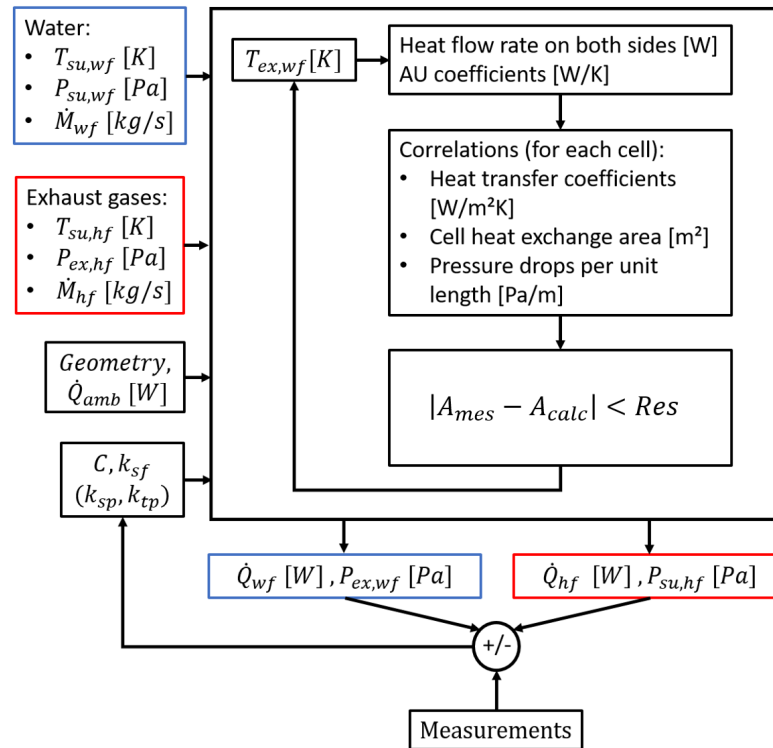 Water:
• T_{su,wf} [K]
• P_{su,wf} [Pa]
• Ṁ_{wf} [kg/s]
Exhaust gases:
• T_{su,hf} [K]
• P_{ex,hf} [Pa]
• Ṁ_{hf} [kg/s]
Geometry,
Q̇_{amb} [W]
C, k_{sf}
(k_{sp}, k_{tp})
T_{ex,wf}[K]
Heat flow rate on both sides [W]
AU coefficients [W/K]
Correlations (for each cell):
• Heat transfer coefficients
[W/m²K]
• Cell heat exchange area [m²]
• Pressure drops per unit
length [Pa/m]
|A_{mes} − A_{calc}| < Res
Q̇_{wf} [W] , P_{ex,wf} [Pa]
Q̇_{hf} [W] , P_{su,hf} [Pa]
+/-
Measurements